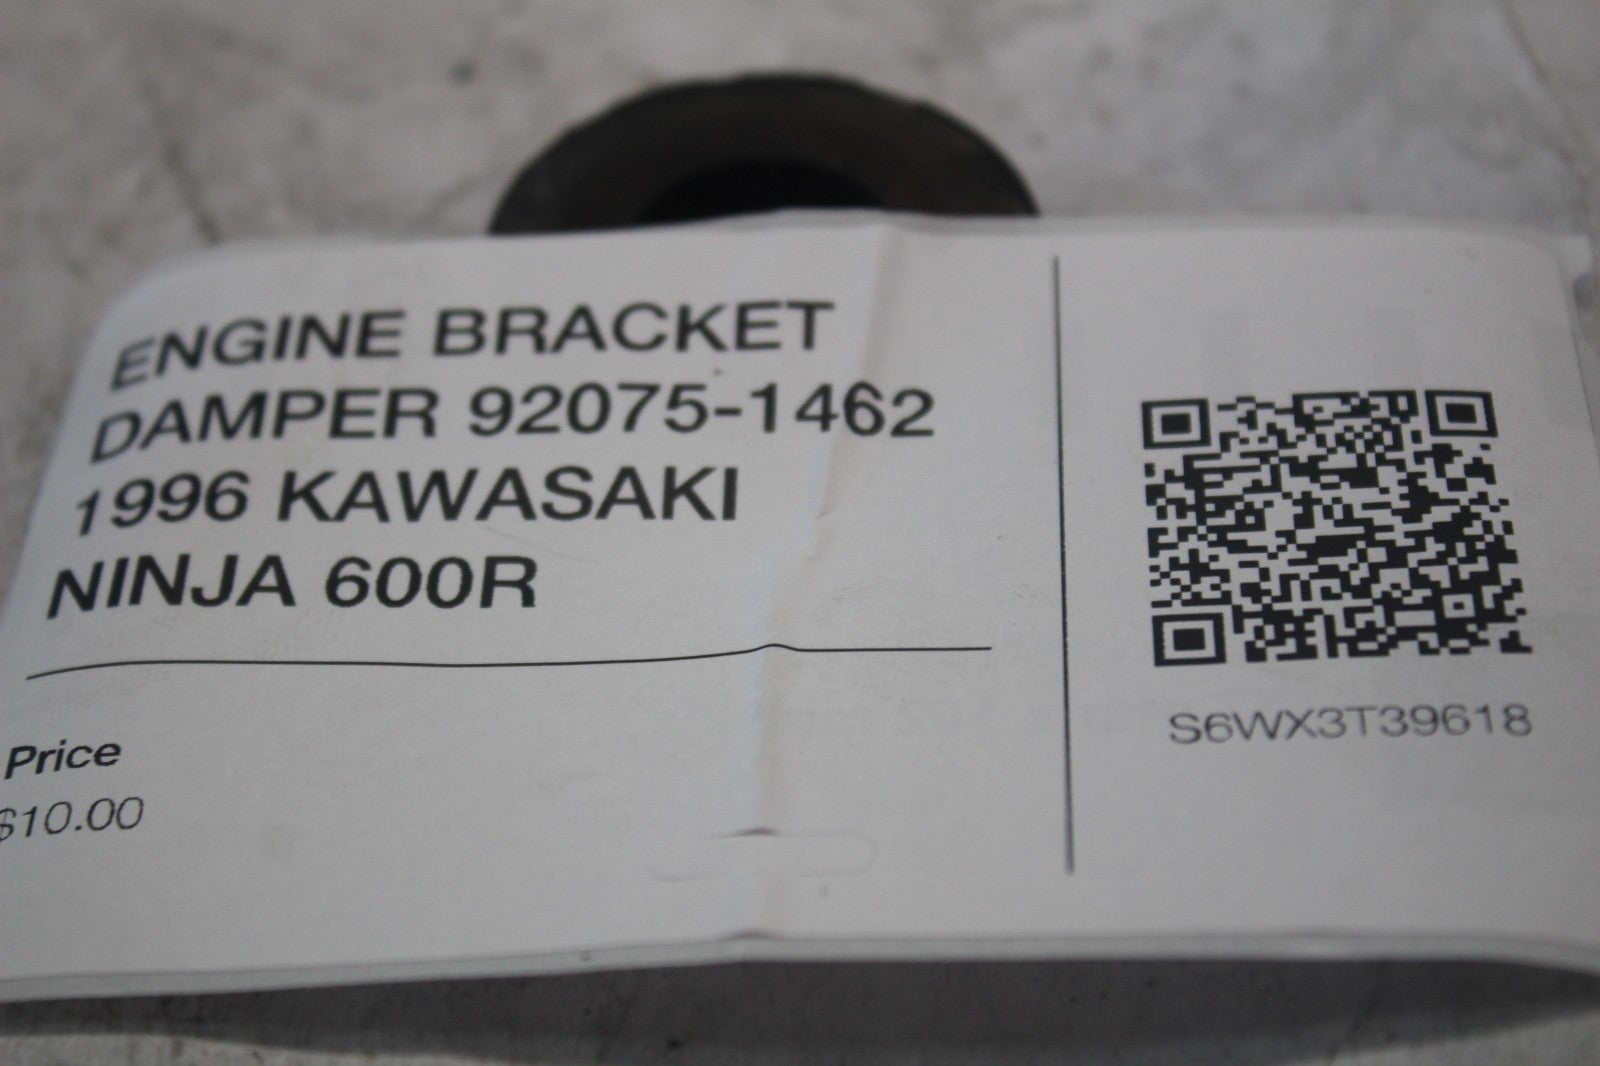 ENGINE BRACKET
DAMPER 92075-1462
1996 KAWASAKI
NINJA 600R
Price
$10.00
S6WX3T39618